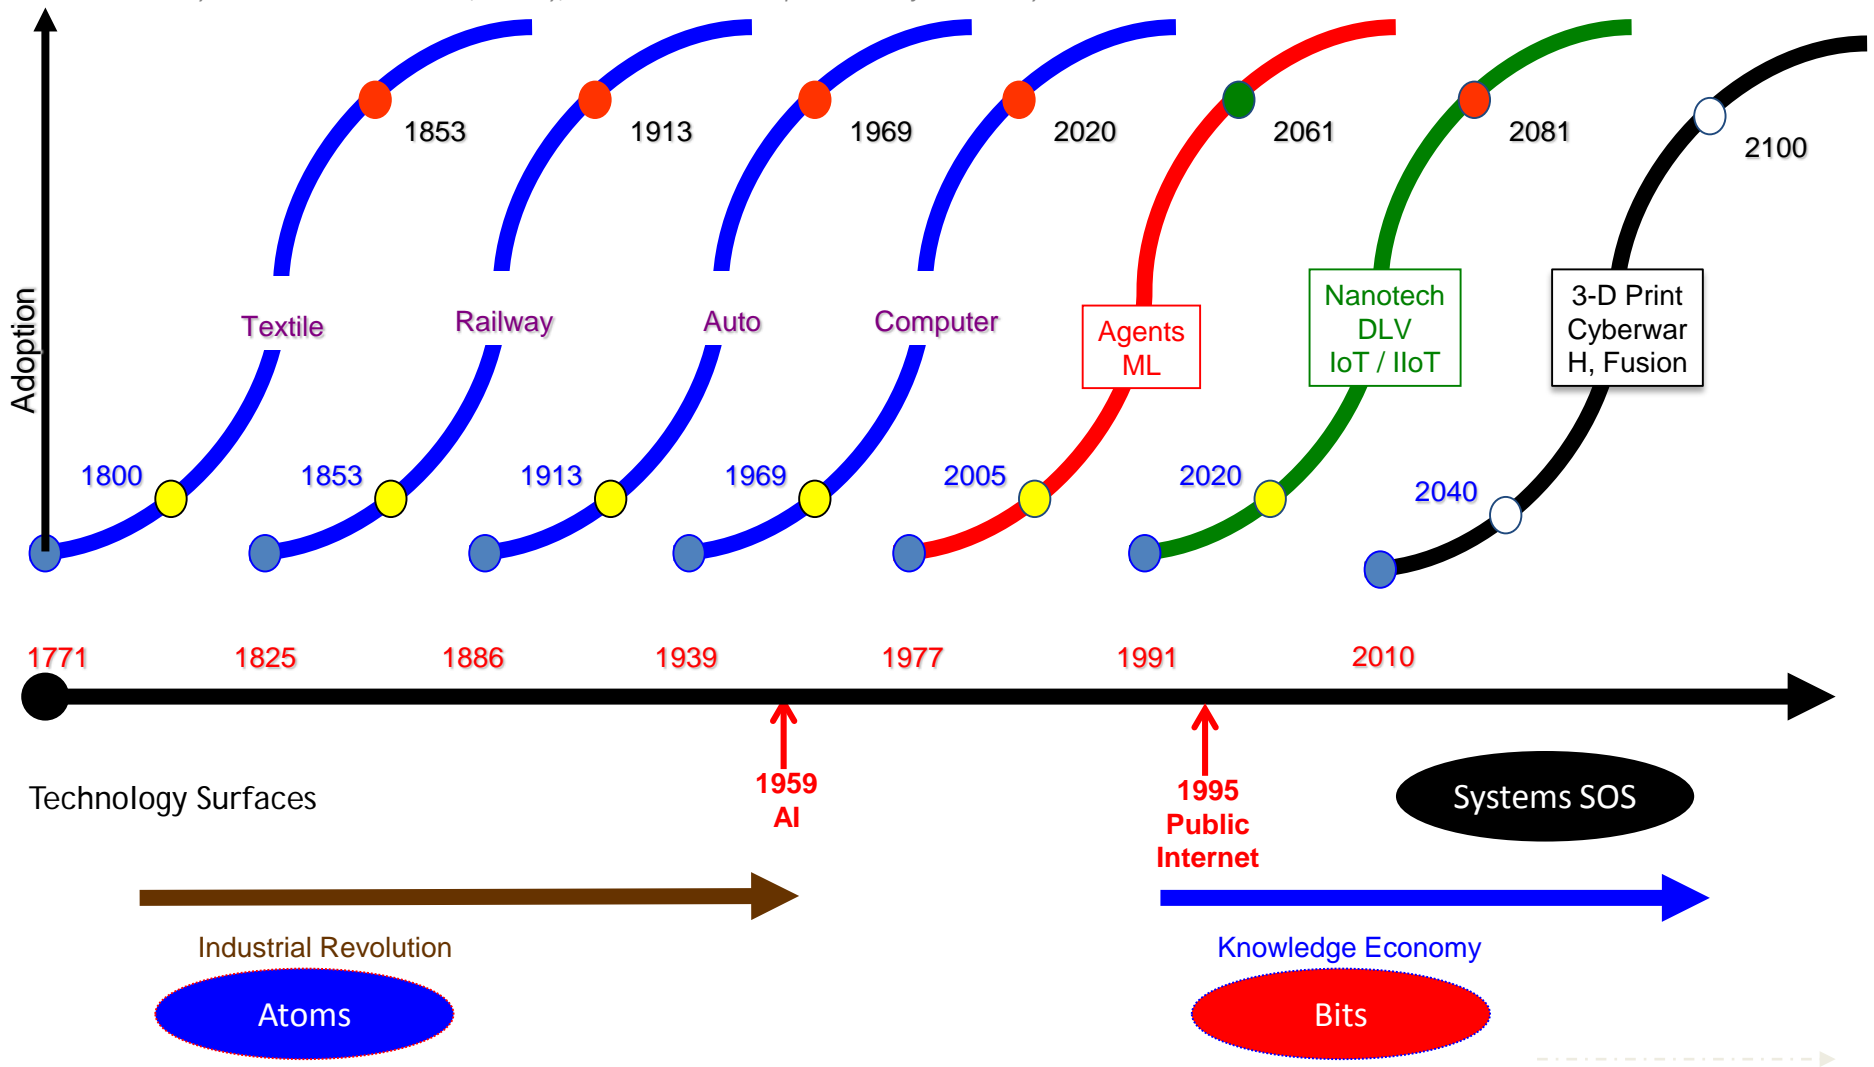 1853
1913
1969
2020
2061
2081
2100
Adoption
Textile
Railway
Auto
Computer
Agents
ML
Nanotech
DLV
IoT / IIoT
3-D Print
Cyberwar
H, Fusion
1800
1853
1913
1969
2005
2020
2040
1771
1825
1886
1939
1977
1991
2010
Technology Surfaces
1959
AI
1995
Public
Internet
Systems SOS
Industrial Revolution
Knowledge Economy
Atoms
Bits